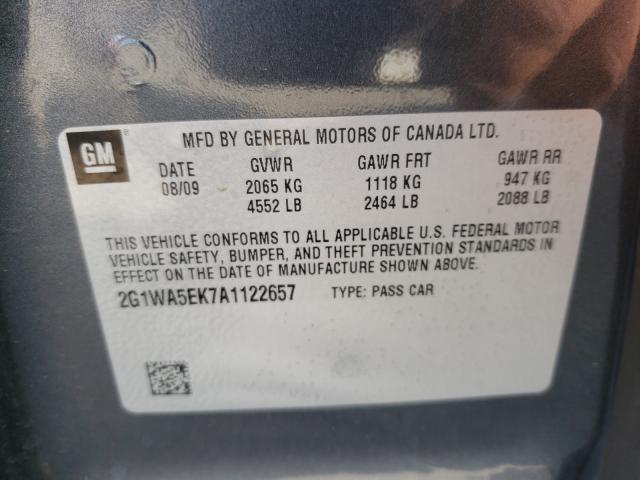 GM
MFD BY GENERAL MOTORS OF CANADA LTD.
DATE GVWR GAWR FRT GAWR RR
08/09 2065 KG 1118 KG 947 KG
4552 LB 2464 LB 2088 LB
THIS VEHICLE CONFORMS TO ALL APPLICABLE U.S. FEDERAL MOTOR
VEHICLE SAFETY, BUMPER, AND THEFT PREVENTION STANDARDS IN
EFFECT ON THE DATE OF MANUFACTURE SHOWN ABOVE.
2G1WA5EK7A1122657 TYPE: PASS CAR